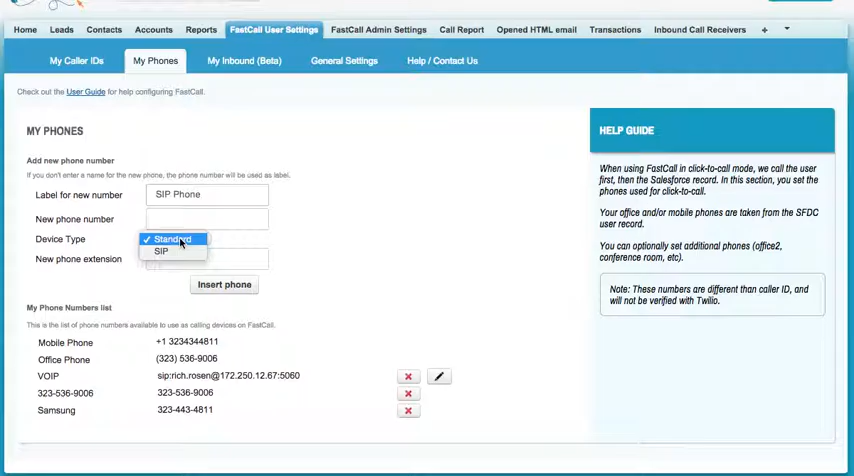 Home Leads Contacts Accounts Reports FastCall User Settings FastCall Admin Settings Call Report Opened HTML email Transactions Inbound Call Receivers +
My Caller IDs My Phones My Inbound (Beta) General Settings Help / Contact Us
Check out the User Guide for help configuring FastCall.
MY PHONES
Add new phone number
If you don't enter a name for the new phone, the phone number will be used as label.
Label for new number SIP Phone
New phone number
Device Type ✓ Standard
SIP
New phone extension
Insert phone
My Phone Numbers list
This is the list of phone numbers available to use as calling devices on FastCall.
Mobile Phone +1 3234344811
Office Phone (323) 536-9006
VOIP sip:rich.rosen@172.250.12.67:5060
323-536-9006 323-536-9006
Samsung 323-443-4811
HELP GUIDE
When using FastCall in click-to-call mode, we call the user
first, then the Salesforce record. In this section, you set the
phones used for click-to-call.
Your office and/or mobile phones are taken from the SFDC
user record.
You can optionally set additional phones (office2,
conference room, etc).
Note: These numbers are different than caller ID, and
will not be verified with Twilio.